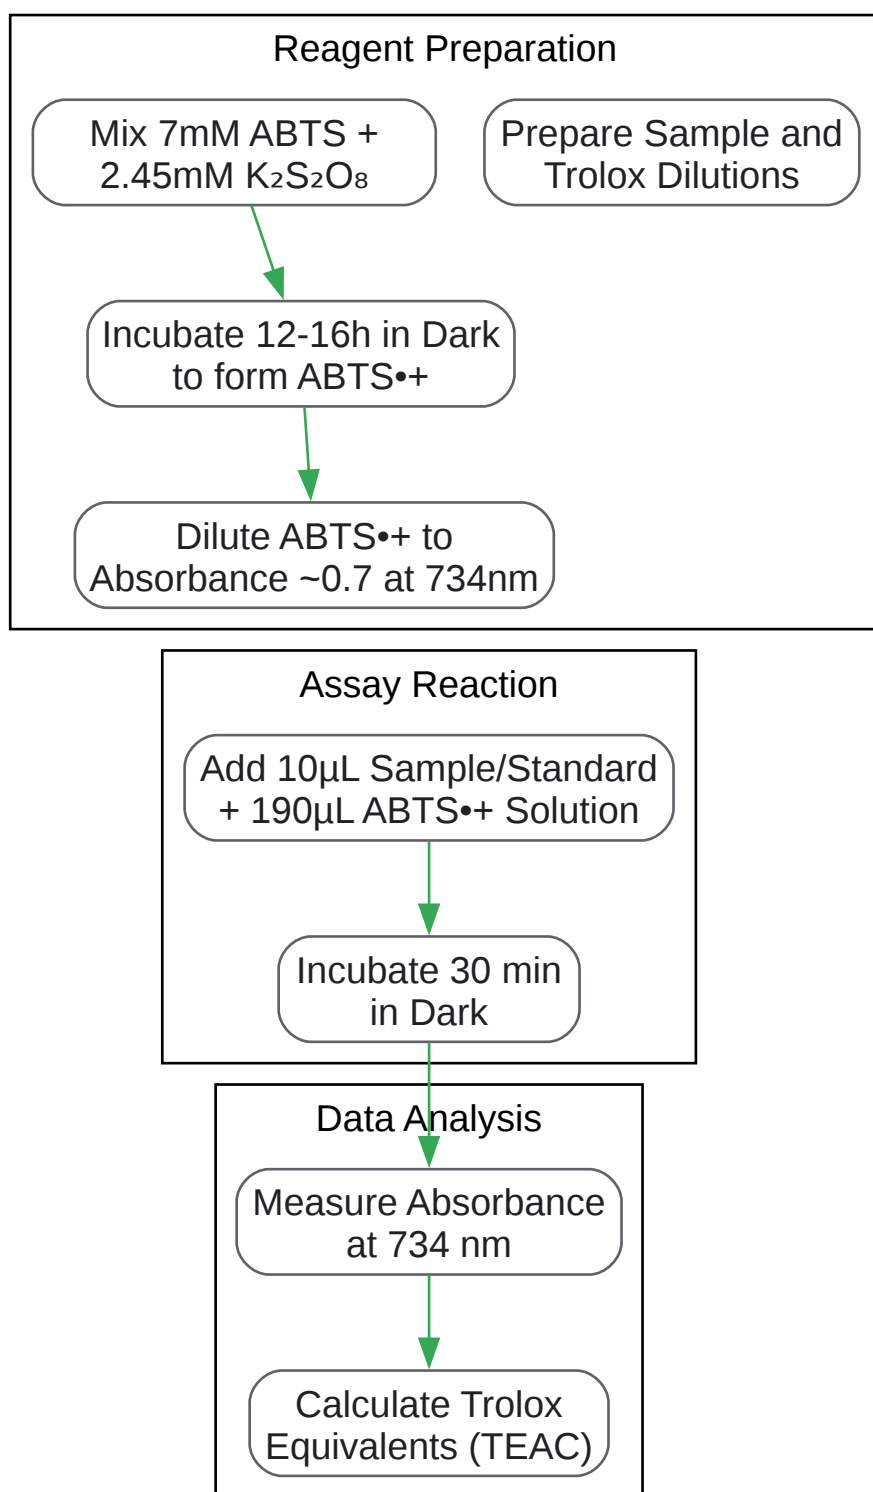 Reagent Preparation
Mix 7mM ABTS +
2.45mM K₂S₂O₈
Prepare Sample and
Trolox Dilutions
Incubate 12-16h in Dark
to form ABTS•+
Dilute ABTS•+ to
Absorbance ~0.7 at 734nm
Assay Reaction
Add 10µL Sample/Standard
+ 190µL ABTS•+ Solution
Incubate 30 min
in Dark
Data Analysis
Measure Absorbance
at 734 nm
Calculate Trolox
Equivalents (TEAC)